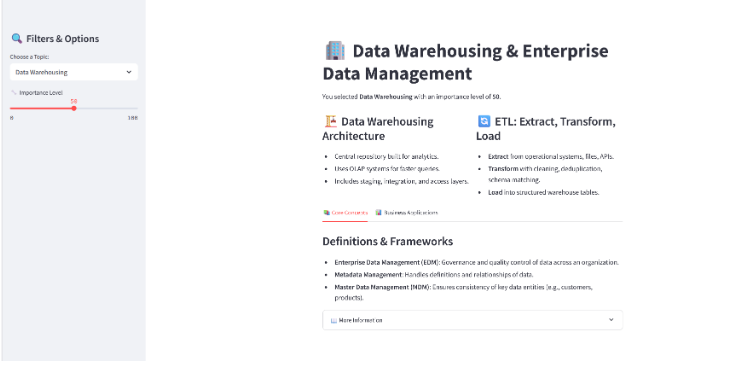 Filters & Options
Choose a Topic:
Data Warehousing
Importance Level
50
0
100
Data Warehousing & Enterprise
Data Management
You selected Data Warehousing with an importance level of 50.
Data Warehousing
Architecture
Central repository built for analytics.
Uses OLAP systems for faster queries.
Includes staging, integration, and access layers.
ETL: Extract, Transform,
Load
Extract from operational systems, files, APIs.
Transform with cleaning, deduplication,
schema matching.
Load into structured warehouse tables.
Core Concepts
Business Applications
Definitions & Frameworks
Enterprise Data Management (EDM): Governance and quality control of data across an organization.
Metadata Management: Handles definitions and relationships of data.
Master Data Management (MDM): Ensures consistency of key data entities (e.g., customers,
products).
More Information